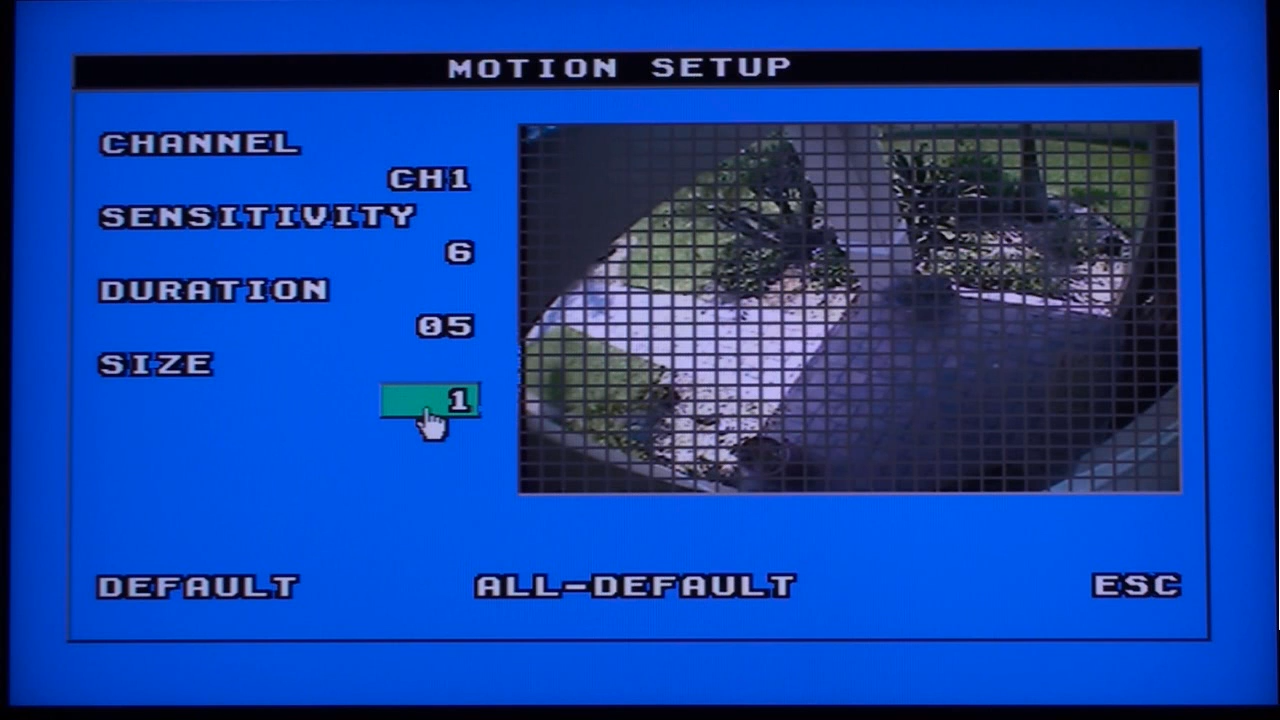 MOTION SETUP
CHANNEL
CH1
SENSITIVITY
6
DURATION
05
SIZE
1
DEFAULT ALL-DEFAULT ESC